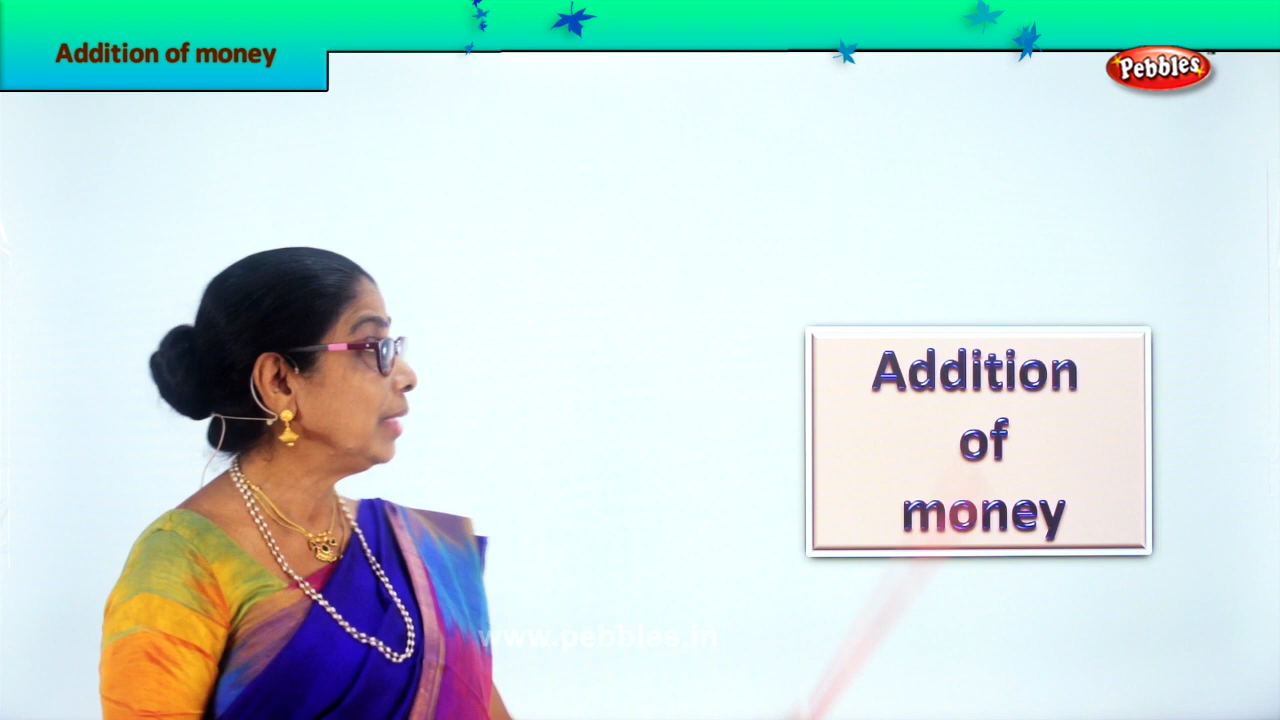 Addition of money
Pebbles
Addition
of
money
www.pebbles.in